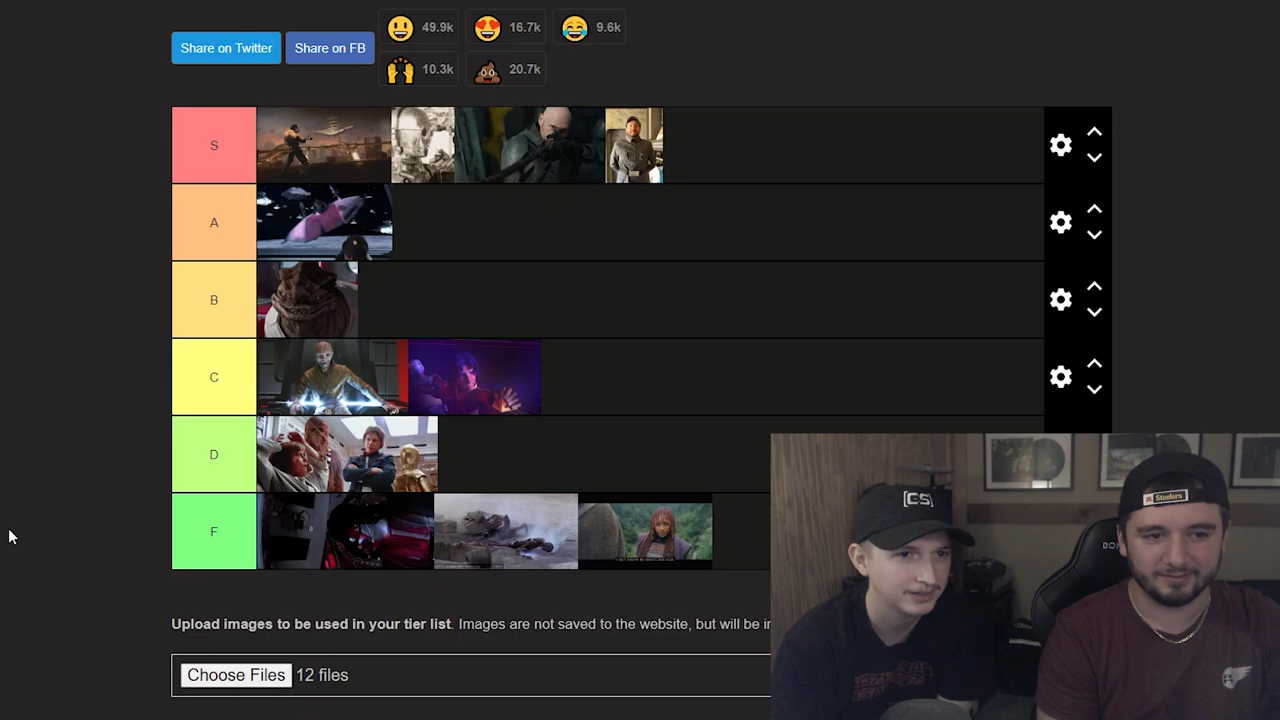 Share on Twitter
Share on FB
49.9k
16.7k
9.6k
10.3k
20.7k
S
A
B
C
D
F
Upload images to be used in your tier list. Images are not saved to the website, but will be in
Choose Files 12 files
[CS]
Steelers